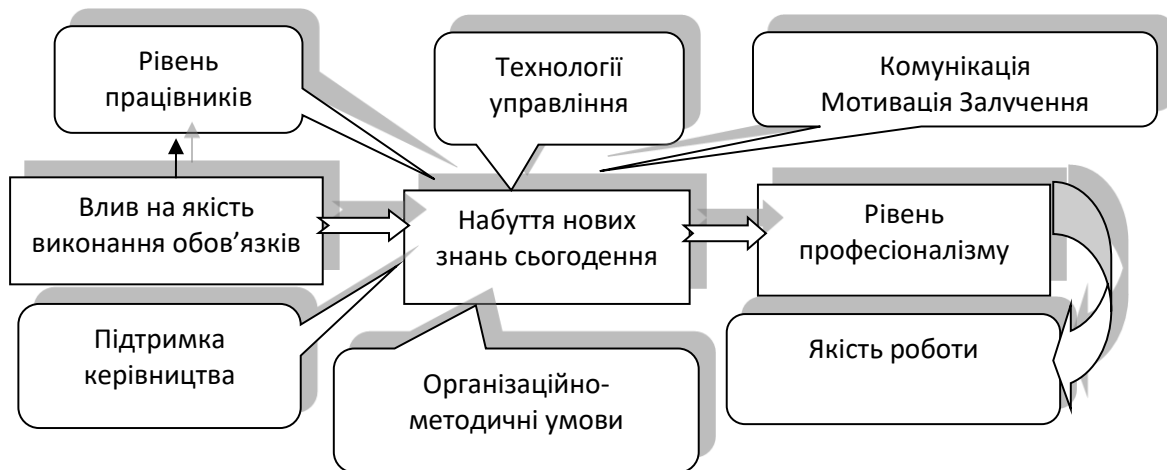 Рівень
працівників
Технології
управління
Комунікація
Мотивація Залучення
Влив на якість
виконання обов’язків
Набуття нових
знань сьогодення
Рівень
професіоналізму
Підтримка
керівництва
Організаційно-
методичні умови
Якість роботи